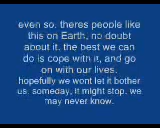 even so, theres people like
this on Earth, no doubt
about it. the best we can
do is cope with it, and go
on with our lives.
hopefully we wont let it bother
us. someday, it might stop. we
may never know.